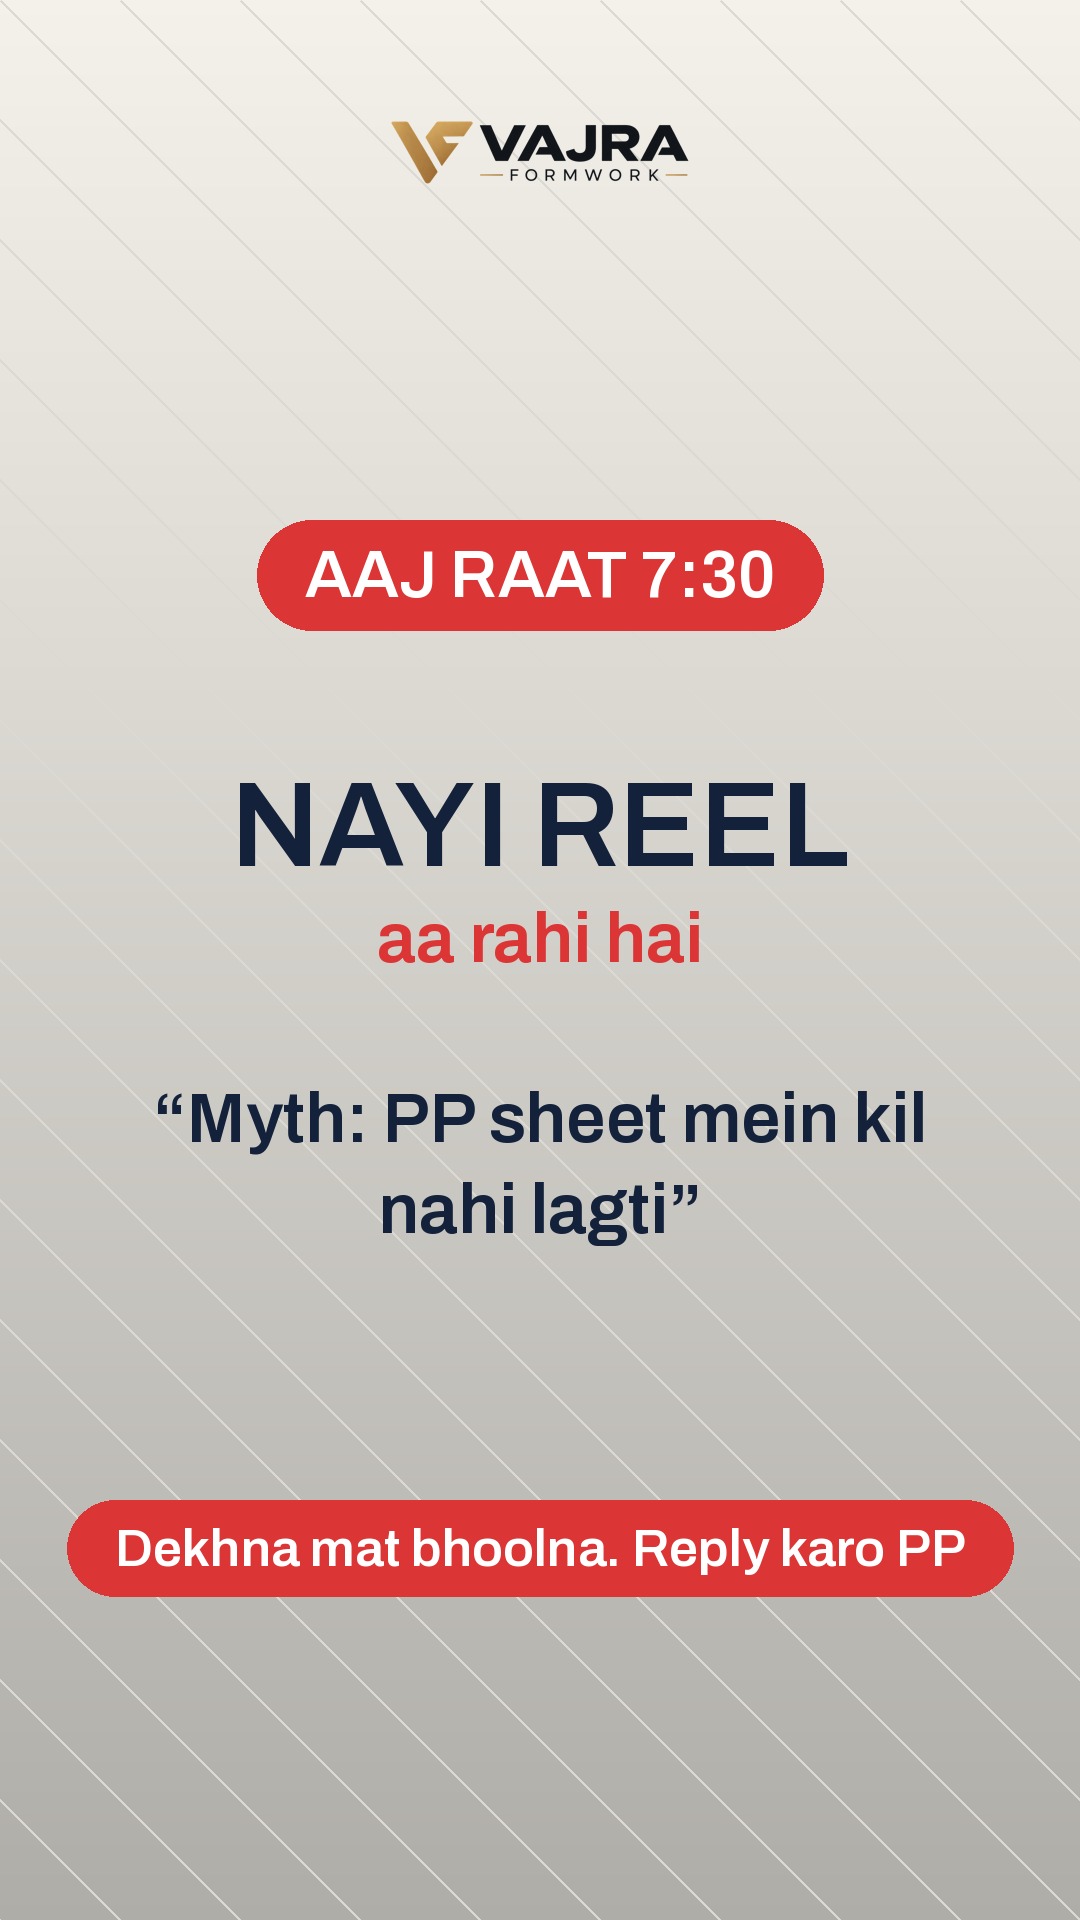 VAJRA
FORMWORK
AAJ RAAT 7:30
NAYI REEL
aa rahi hai
“Myth: PP sheet mein kil
nahi lagti”
Dekhna mat bhoolna. Reply karo PP